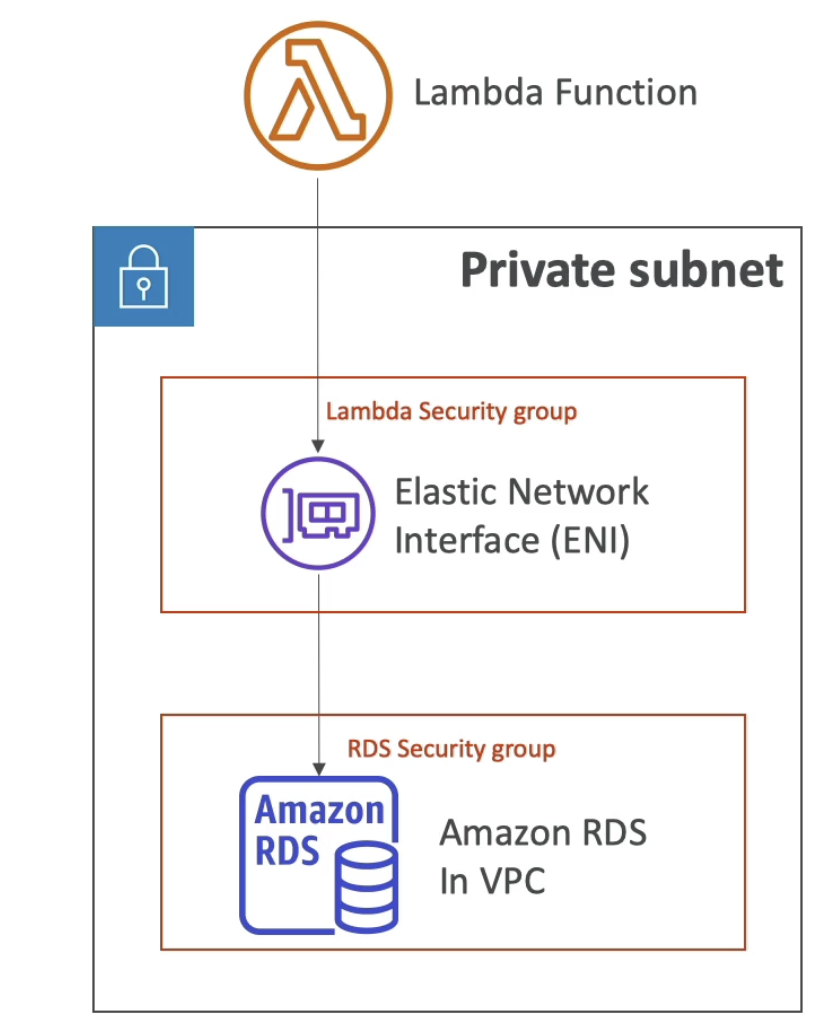 Lambda Function
Private subnet
Lambda Security group
Elastic Network
Interface (ENI)
RDS Security group
Amazon
RDS
Amazon RDS
In VPC